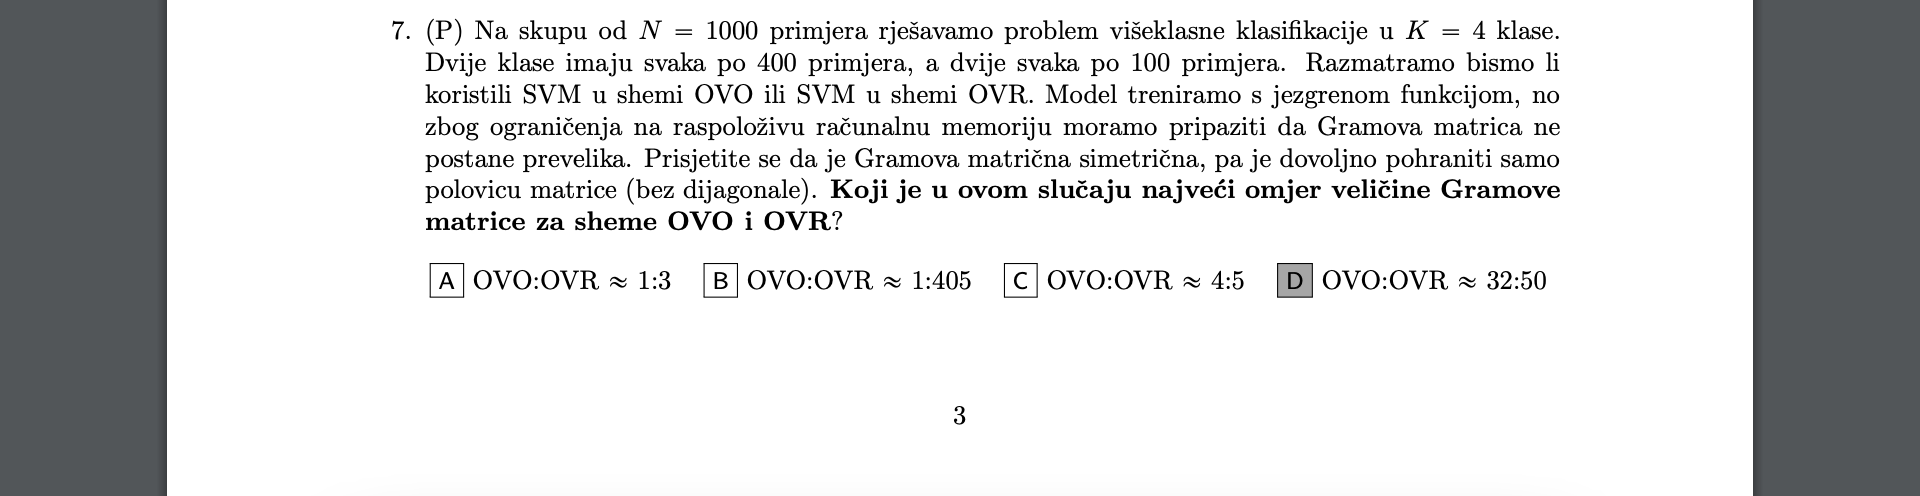 7. (P) Na skupu od N = 1000 primjera rješavamo problem višeklasne klasifikacije u K = 4 klase.
Dvije klase imaju svaka po 400 primjera, a dvije svaka po 100 primjera. Razmatramo bismo li
koristili SVM u shemi OVO ili SVM u shemi OVR. Model treniramo s jezgrenom funkcijom, no
zbog ograničenja na raspoloživu računalnu memoriju moramo pripaziti da Gramova matrica ne
postane prevelika. Prisjetite se da je Gramova matrična simetrična, pa je dovoljno pohraniti samo
polovicu matrice (bez dijagonale). Koji je u ovom slučaju najveći omjer veličine Gramove
matrice za sheme OVO i OVR?
A OVO:OVR ≈ 1:3 B OVO:OVR ≈ 1:405 C OVO:OVR ≈ 4:5 D OVO:OVR ≈ 32:50
3